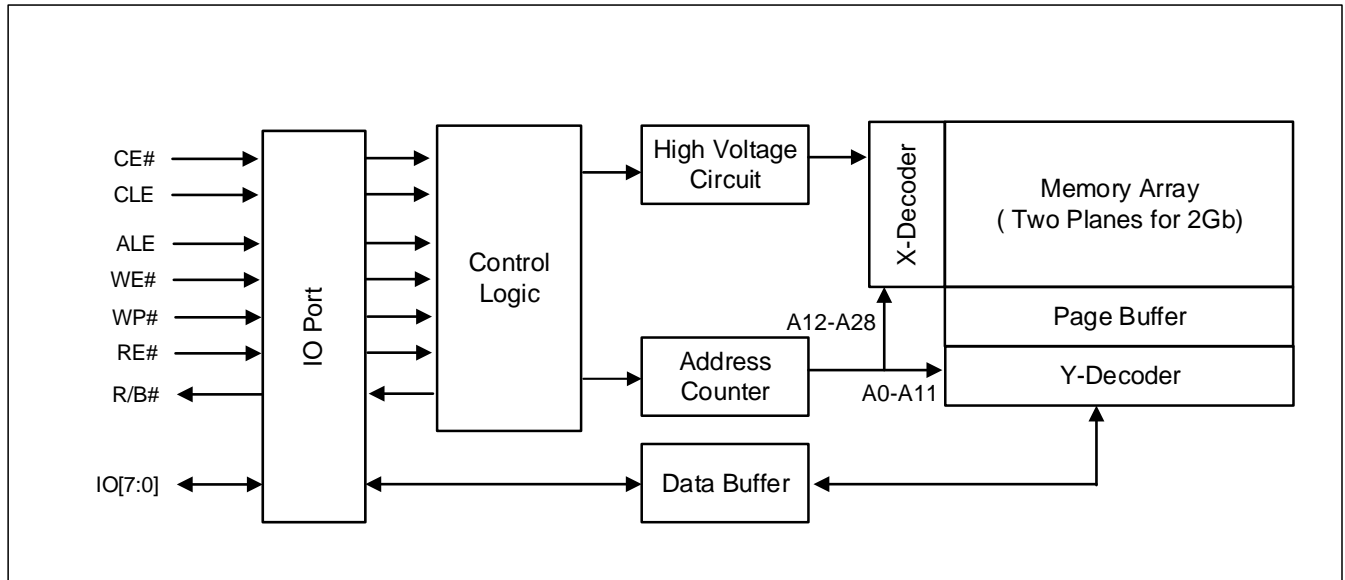 CE#
CLE
ALE
WE#
WP#
RE#
R/B#
IO[7:0]
IO Port
Control
Logic
High Voltage
Circuit
Address
Counter
Data Buffer
X-Decoder
Memory Array
( Two Planes for 2Gb)
Page Buffer
Y-Decoder
A12-A28
A0-A11